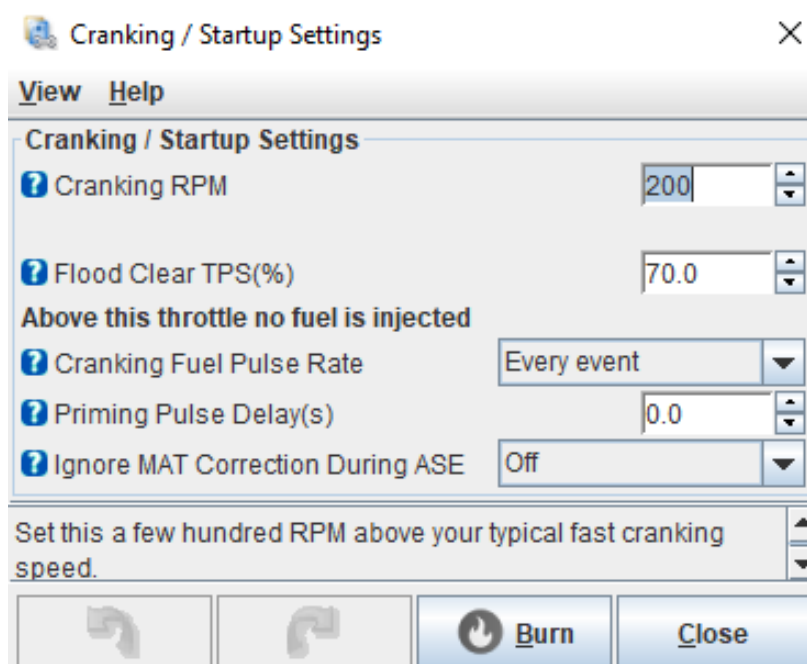 Cranking / Startup Settings
View Help
Cranking / Startup Settings
? Cranking RPM 200
? Flood Clear TPS(%) 70.0
Above this throttle no fuel is injected
? Cranking Fuel Pulse Rate Every event
? Priming Pulse Delay(s) 0.0
? Ignore MAT Correction During ASE Off
Set this a few hundred RPM above your typical fast cranking
speed.
Burn Close